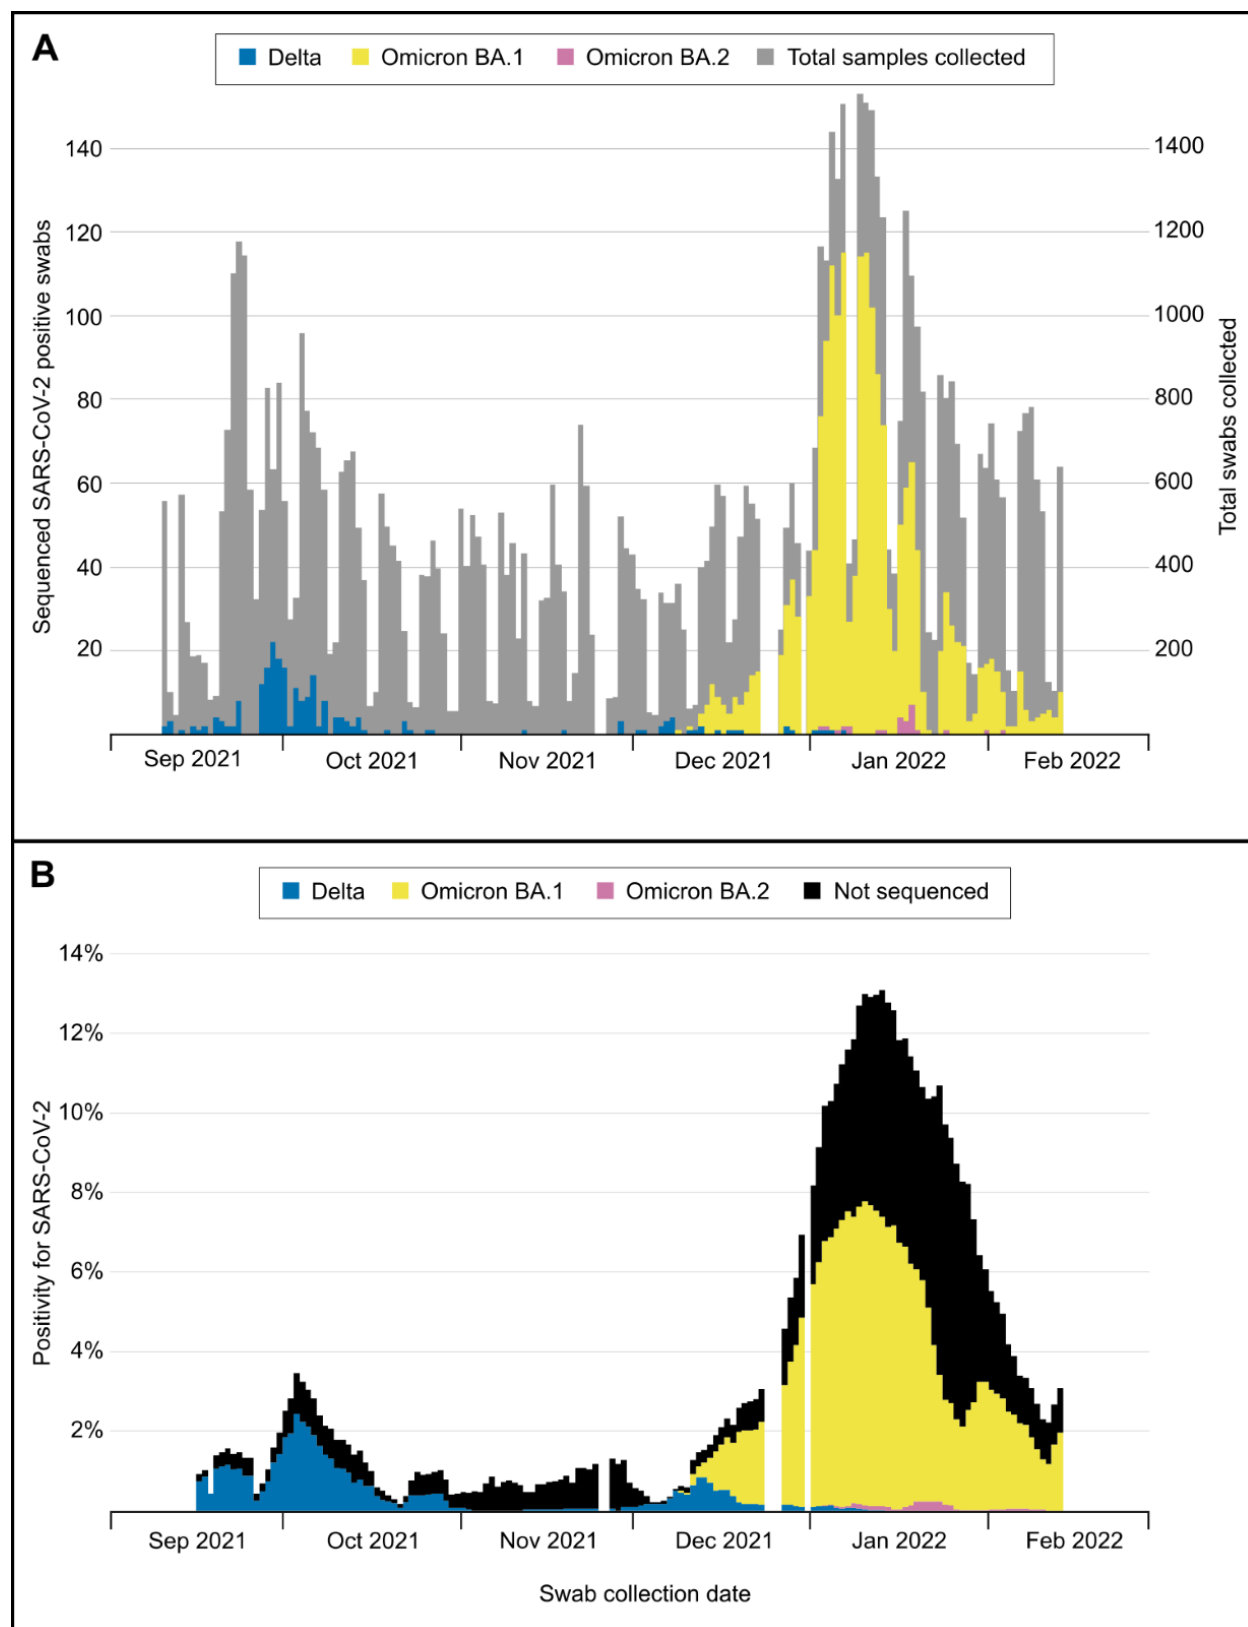 A
Delta Omicron BA.1 Omicron BA.2 Total samples collected
Sequenced SARS-CoV-2 positive swabs
140
120
100
80
60
40
20
1400
1200
1000
800
600
400
200
Total swabs collected
Sep 2021 Oct 2021 Nov 2021 Dec 2021 Jan 2022 Feb 2022
B
Delta Omicron BA.1 Omicron BA.2 Not sequenced
Positivity for SARS-CoV-2
14%
12%
10%
8%
6%
4%
2%
Sep 2021 Oct 2021 Nov 2021 Dec 2021 Jan 2022 Feb 2022
Swab collection date